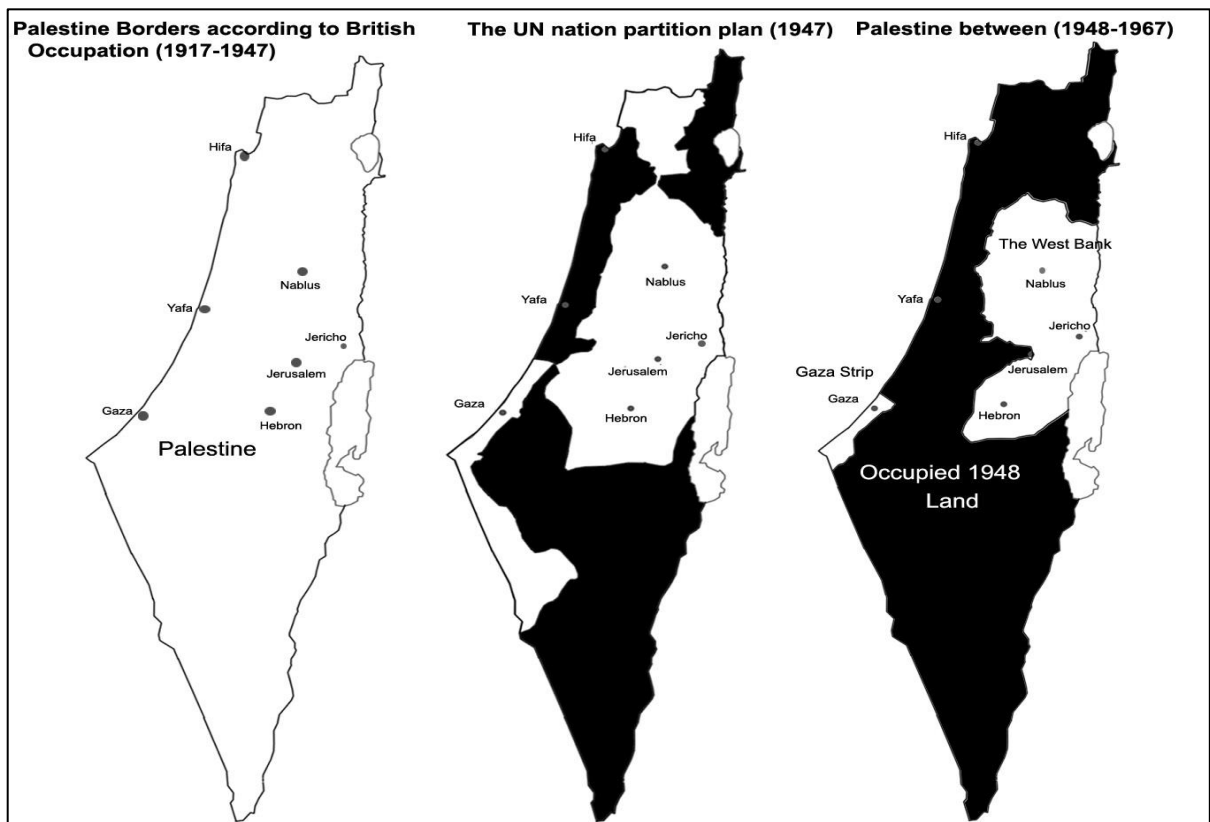 Palestine Borders according to British
Occupation (1917-1947)
Hifa
Nablus
Yafa
Jericho
Jerusalem
Gaza
Hebron
Palestine
The UN nation partition plan (1947)
Hifa
Nablus
Yafa
Jericho
Jerusalem
Gaza
Hebron
Palestine between (1948-1967)
Hifa
The West Bank
Nablus
Yafa
Jericho
Jerusalem
Gaza Strip
Gaza
Hebron
Occupied 1948
Land